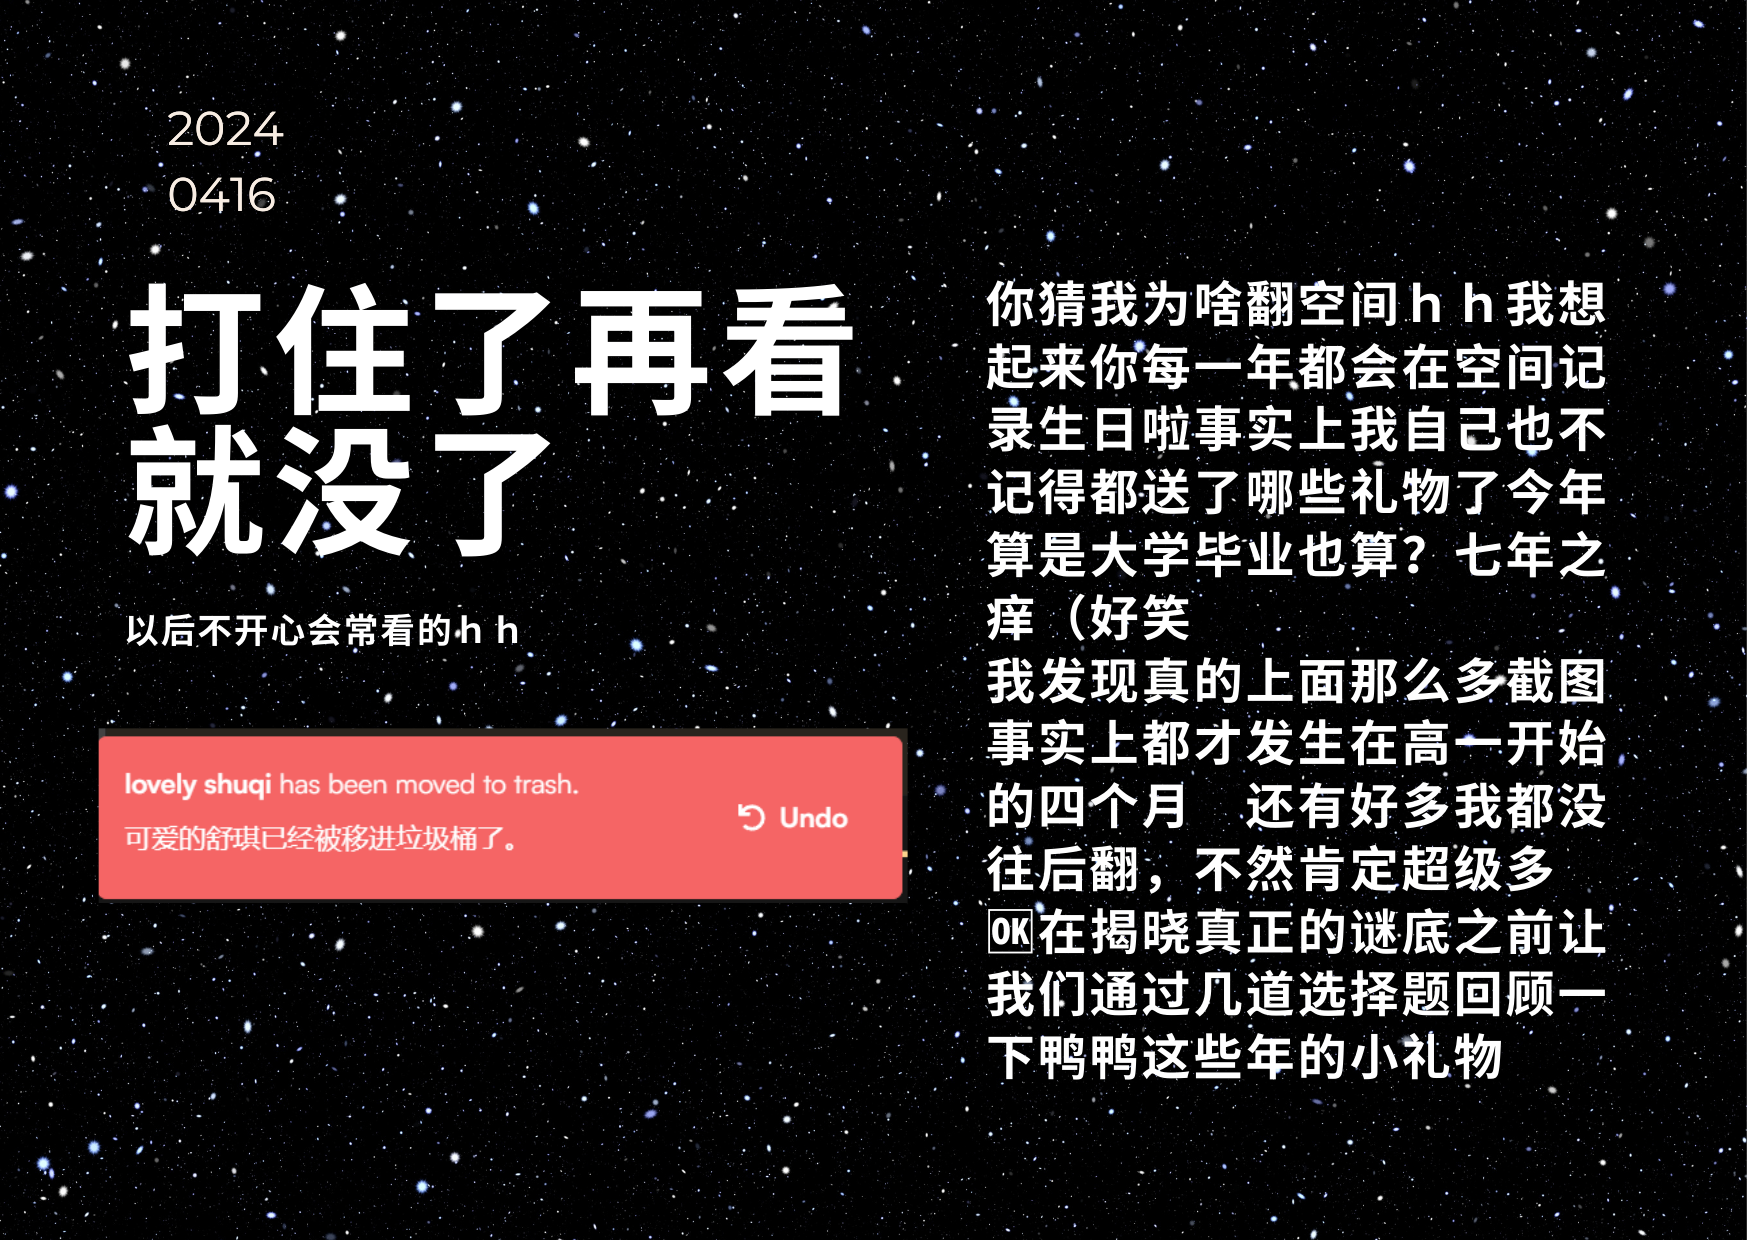 2024
0416
打住了再看
就没了
以后不开心会常看的ｈｈ
lovely shuqi has been moved to trash.
可爱的舒琪已经被移进垃圾桶了。
Undo
你猜我为啥翻空间ｈｈ我想
起来你每一年都会在空间记
录生日啦事实上我自己也不
记得都送了哪些礼物了今年
算是大学毕业也算？七年之
痒（好笑
我发现真的上面那么多截图
事实上都才发生在高一开始
的四个月　还有好多我都没
往后翻，不然肯定超级多
🆗在揭晓真正的谜底之前让
我们通过几道选择题回顾一
下鸭鸭这些年的小礼物